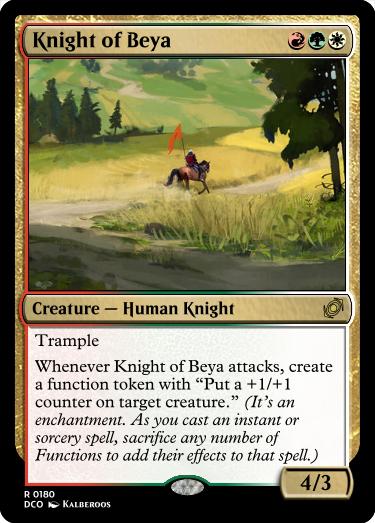 Knight of Beya
Creature — Human Knight
Trample
Whenever Knight of Beya attacks, create
a function token with “Put a +1/+1
counter on target creature.” (It’s an
enchantment. As you cast an instant or
sorcery spell, sacrifice any number of
Functions to add their effects to that spell.)
4/3
R 0180
DCO KALBEROOS